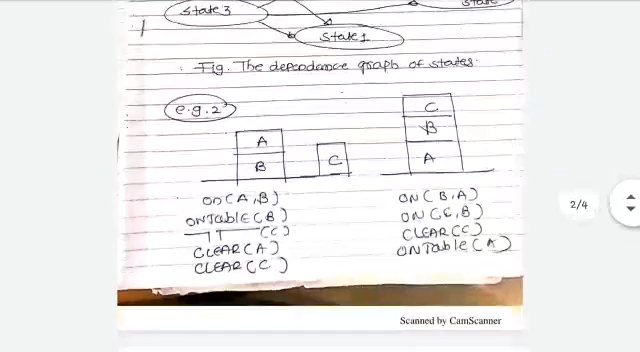 State 3
State
State 1
Fig. The dependance graph of states.
e.g. 2
A
B
C
C
B
A
ON(A,B)
ONTable(B)
—11— (C)
CLEAR(A)
CLEAR(C)
ON(B,A)
ON(C,B)
CLEAR(C)
ONTable(A)
2/4
Scanned by CamScanner